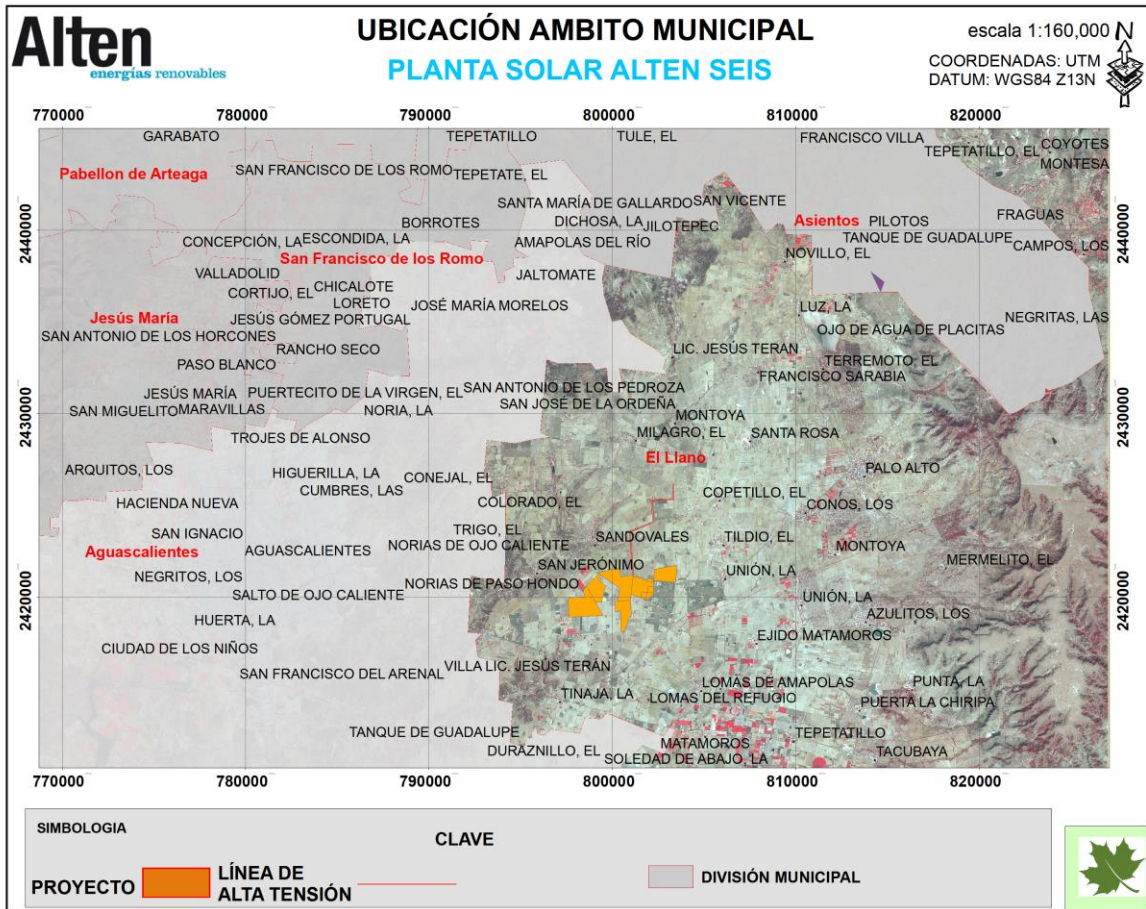 Alten
energías renovables
UBICACIÓN AMBITO MUNICIPAL
PLANTA SOLAR ALTEN SEIS
escala 1:160,000
N
COORDENADAS: UTM
DATUM: WGS84 Z13N
770000 780000 790000 800000 810000 820000
GARABATO TEPETATILLO TULE, EL FRANCISCO VILLA
TEPETATILLO, EL COYOTES
MONTESA
Pabellon de Arteaga SAN FRANCISCO DE LOS ROMO TEPETATE, EL
SANTA MARÍA DE GALLARDO SAN VICENTE
BORROTES DICHOSA, LA JILOTEPEC Asientos PILOTOS FRAGUAS
2440000 2440000
CONCEPCIÓN, LA ESCONDIDA, LA AMAPOLAS DEL RÍO TANQUE DE GUADALUPE CAMPOS, LOS
San Francisco de los Romo NOVILLO, EL
VALLADOLID JALTOMATE
CORTIJO, EL CHICALOTE
LORETO JOSÉ MARÍA MORELOS LUZ, LA
Jesús María JESÚS GÓMEZ PORTUGAL NEGRITAS, LAS
SAN ANTONIO DE LOS HORCONES OJO DE AGUA DE PLACITAS
RANCHO SECO LIC. JESÚS TERAN
PASO BLANCO TERREMOTO, EL
FRANCISCO SARABIA
JESÚS MARÍA PUERTECITO DE LA VIRGEN, EL SAN ANTONIO DE LOS PEDROZA
SAN MIGUELITO MARAVILLAS NORIA, LA SAN JOSÉ DE LA ORDEÑA
2430000 2430000
MONTOYA
TROJES DE ALONSO MILAGRO, EL SANTA ROSA
El Llano
ARQUITOS, LOS HIGUERILLA, LA CONEJAL, EL PALO ALTO
CUMBRES, LAS
HACIENDA NUEVA COLORADO, EL COPETILLO, EL CONOS, LOS
SAN IGNACIO TRIGO, EL SANDOVALES TILDIO, EL
Aguascalientes AGUASCALIENTES NORIAS DE OJO CALIENTE MONTOYA
MERMELITO, EL
NEGRITOS, LOS SAN JERÓNIMO UNIÓN, LA
SALTO DE OJO CALIENTE NORIAS DE PASO HONDO UNIÓN, LA
2420000 2420000
HUERTA, LA AZULITOS, LOS
CIUDAD DE LOS NIÑOS EJIDO MATAMOROS
SAN FRANCISCO DEL ARENAL VILLA LIC. JESÚS TERÁN
LOMAS DE AMAPOLAS PUNTA, LA
TINAJA, LA LOMAS DEL REFUGIO PUERTA LA CHIRIPA
TANQUE DE GUADALUPE TEPETATILLO
DURAZNILLO, EL MATAMOROS
SOLEDAD DE ABAJO, LA TACUBAYA
770000 780000 790000 800000 810000 820000
SIMBOLOGIA
CLAVE
PROYECTO LÍNEA DE
ALTA TENSIÓN
DIVISIÓN MUNICIPAL